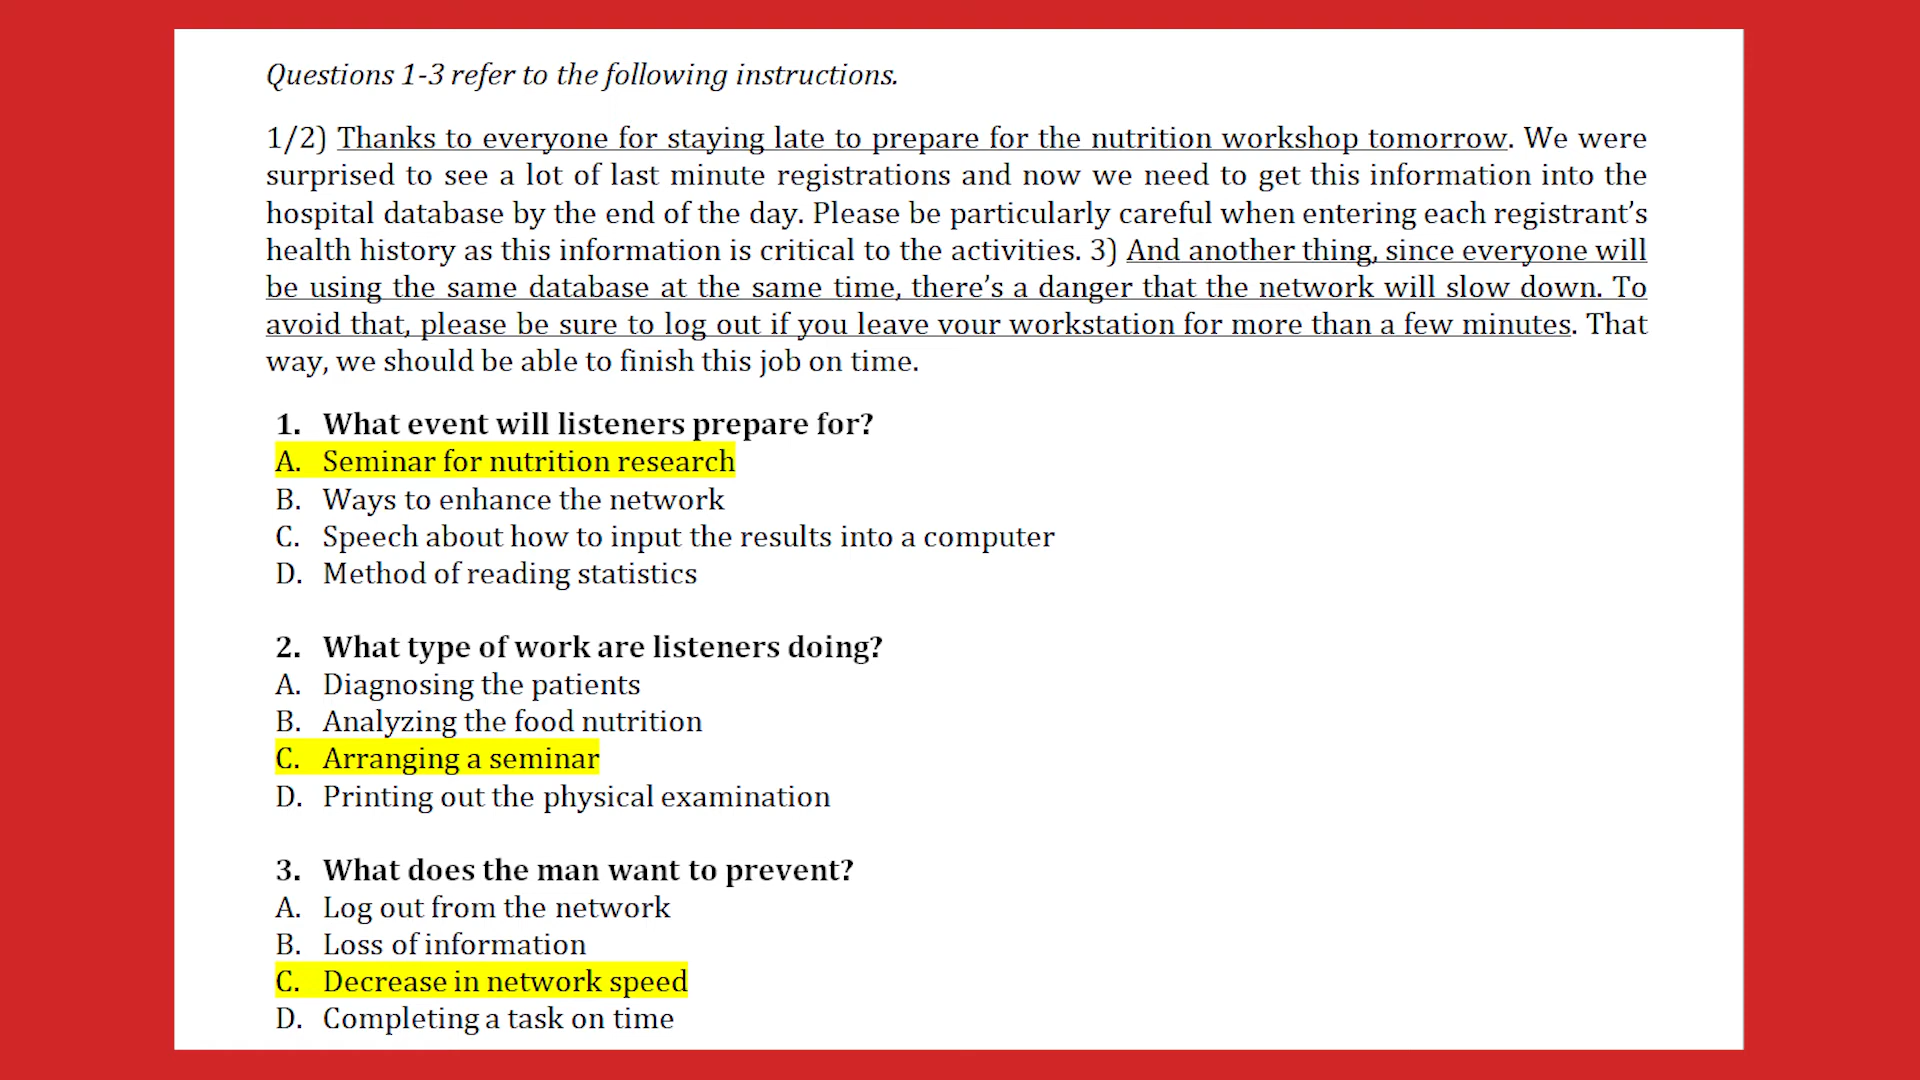 Questions 1-3 refer to the following instructions.
1/2) Thanks to everyone for staying late to prepare for the nutrition workshop tomorrow. We were
surprised to see a lot of last minute registrations and now we need to get this information into the
hospital database by the end of the day. Please be particularly careful when entering each registrant’s
health history as this information is critical to the activities. 3) And another thing, since everyone will
be using the same database at the same time, there’s a danger that the network will slow down. To
avoid that, please be sure to log out if you leave your workstation for more than a few minutes. That
way, we should be able to finish this job on time.
1. What event will listeners prepare for?
A. Seminar for nutrition research
B. Ways to enhance the network
C. Speech about how to input the results into a computer
D. Method of reading statistics
2. What type of work are listeners doing?
A. Diagnosing the patients
B. Analyzing the food nutrition
C. Arranging a seminar
D. Printing out the physical examination
3. What does the man want to prevent?
A. Log out from the network
B. Loss of information
C. Decrease in network speed
D. Completing a task on time